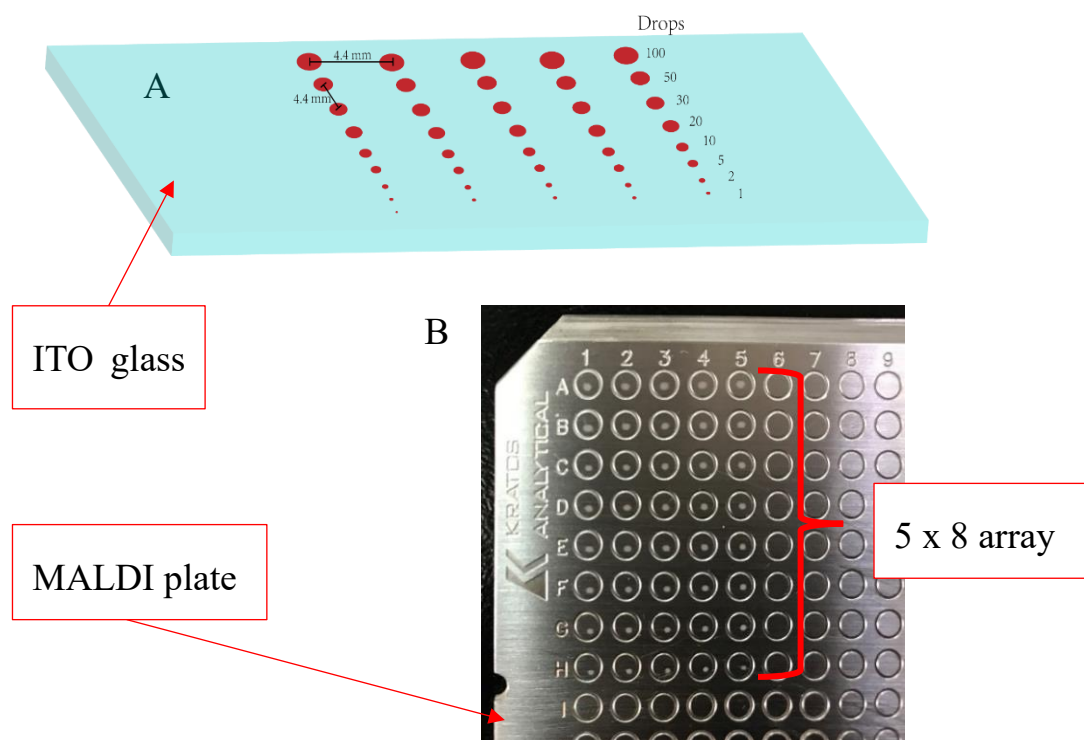 Drops
A
4.4 mm
4.4 mm
100
50
30
20
10
5
2
1
ITO glass
B
1 2 3 4 5 6 7 8 9
A
B
C
D
E
F
G
H
I
KRATOS
ANALYTICAL
5 x 8 array
MALDI plate